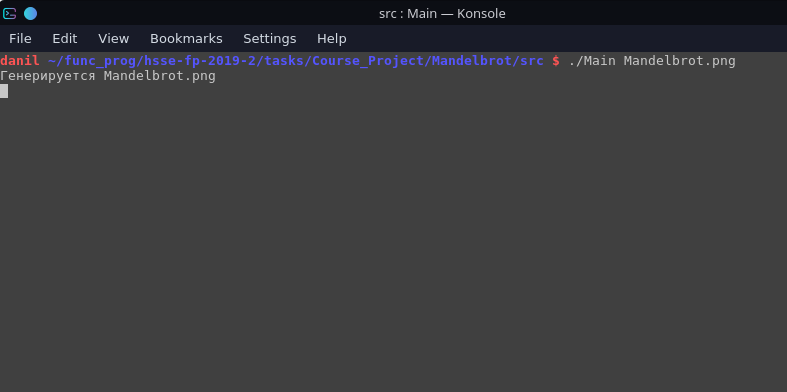 src : Main — Konsole
File Edit View Bookmarks Settings Help
danil ~/func_prog/hsse-fp-2019-2/tasks/Course_Project/Mandelbrot/src $ ./Main Mandelbrot.png
Генерируется Mandelbrot.png